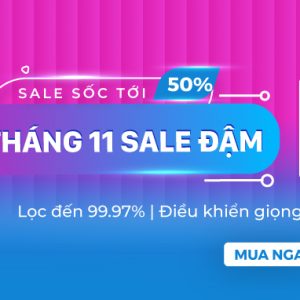 SALE SỐC TỚI 50%
THÁNG 11 SALE ĐẬM
Lọc đến 99.97% | Điều khiển giọng
MUA NGA